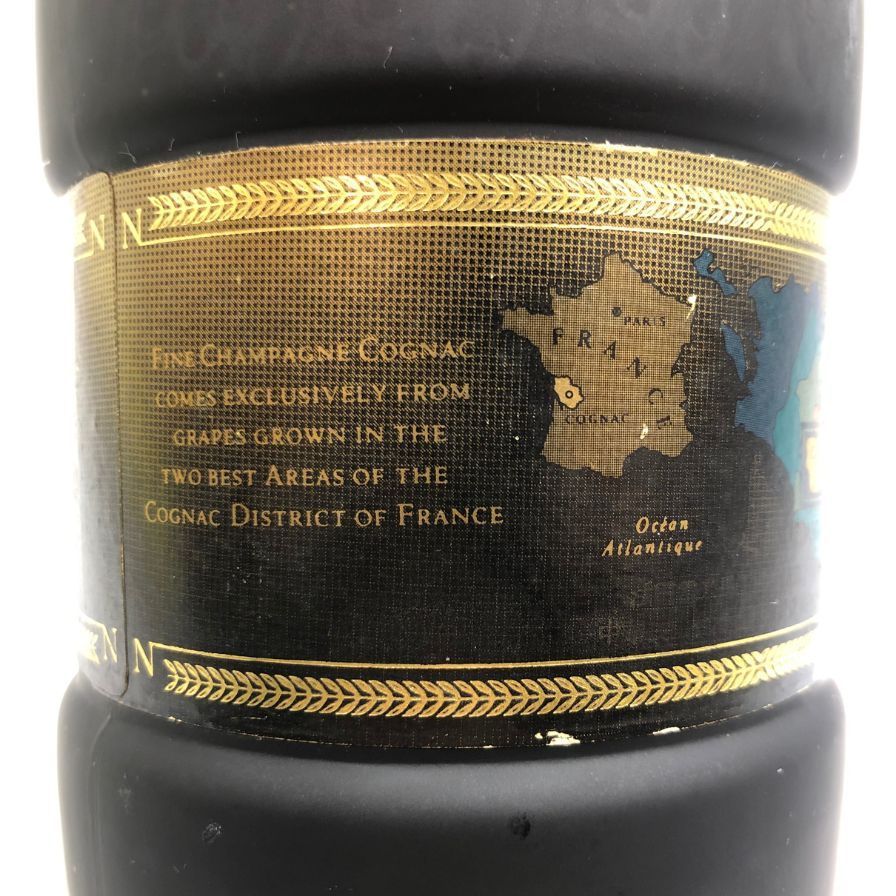 N N
FINE CHAMPAGNE COGNAC
COMES EXCLUSIVELY FROM
GRAPES GROWN IN THE
TWO BEST AREAS OF THE
COGNAC DISTRICT OF FRANCE
PARIS
FRANCE
COGNAC
Océan
Atlantique
N N